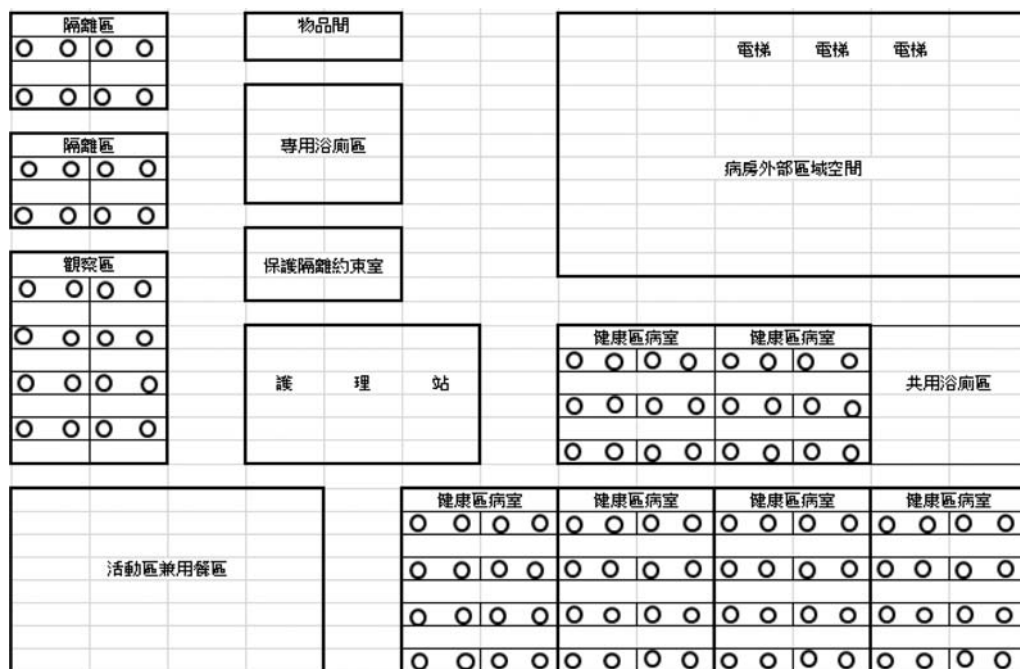 隔離區
物品間
電梯 電梯 電梯
隔離區
專用浴廁區
病房外部區域空間
觀察區
保護隔離約束室
健康區病室 健康區病室
護 理 站
共用浴廁區
健康區病室 健康區病室 健康區病室 健康區病室
活動區兼用餐區